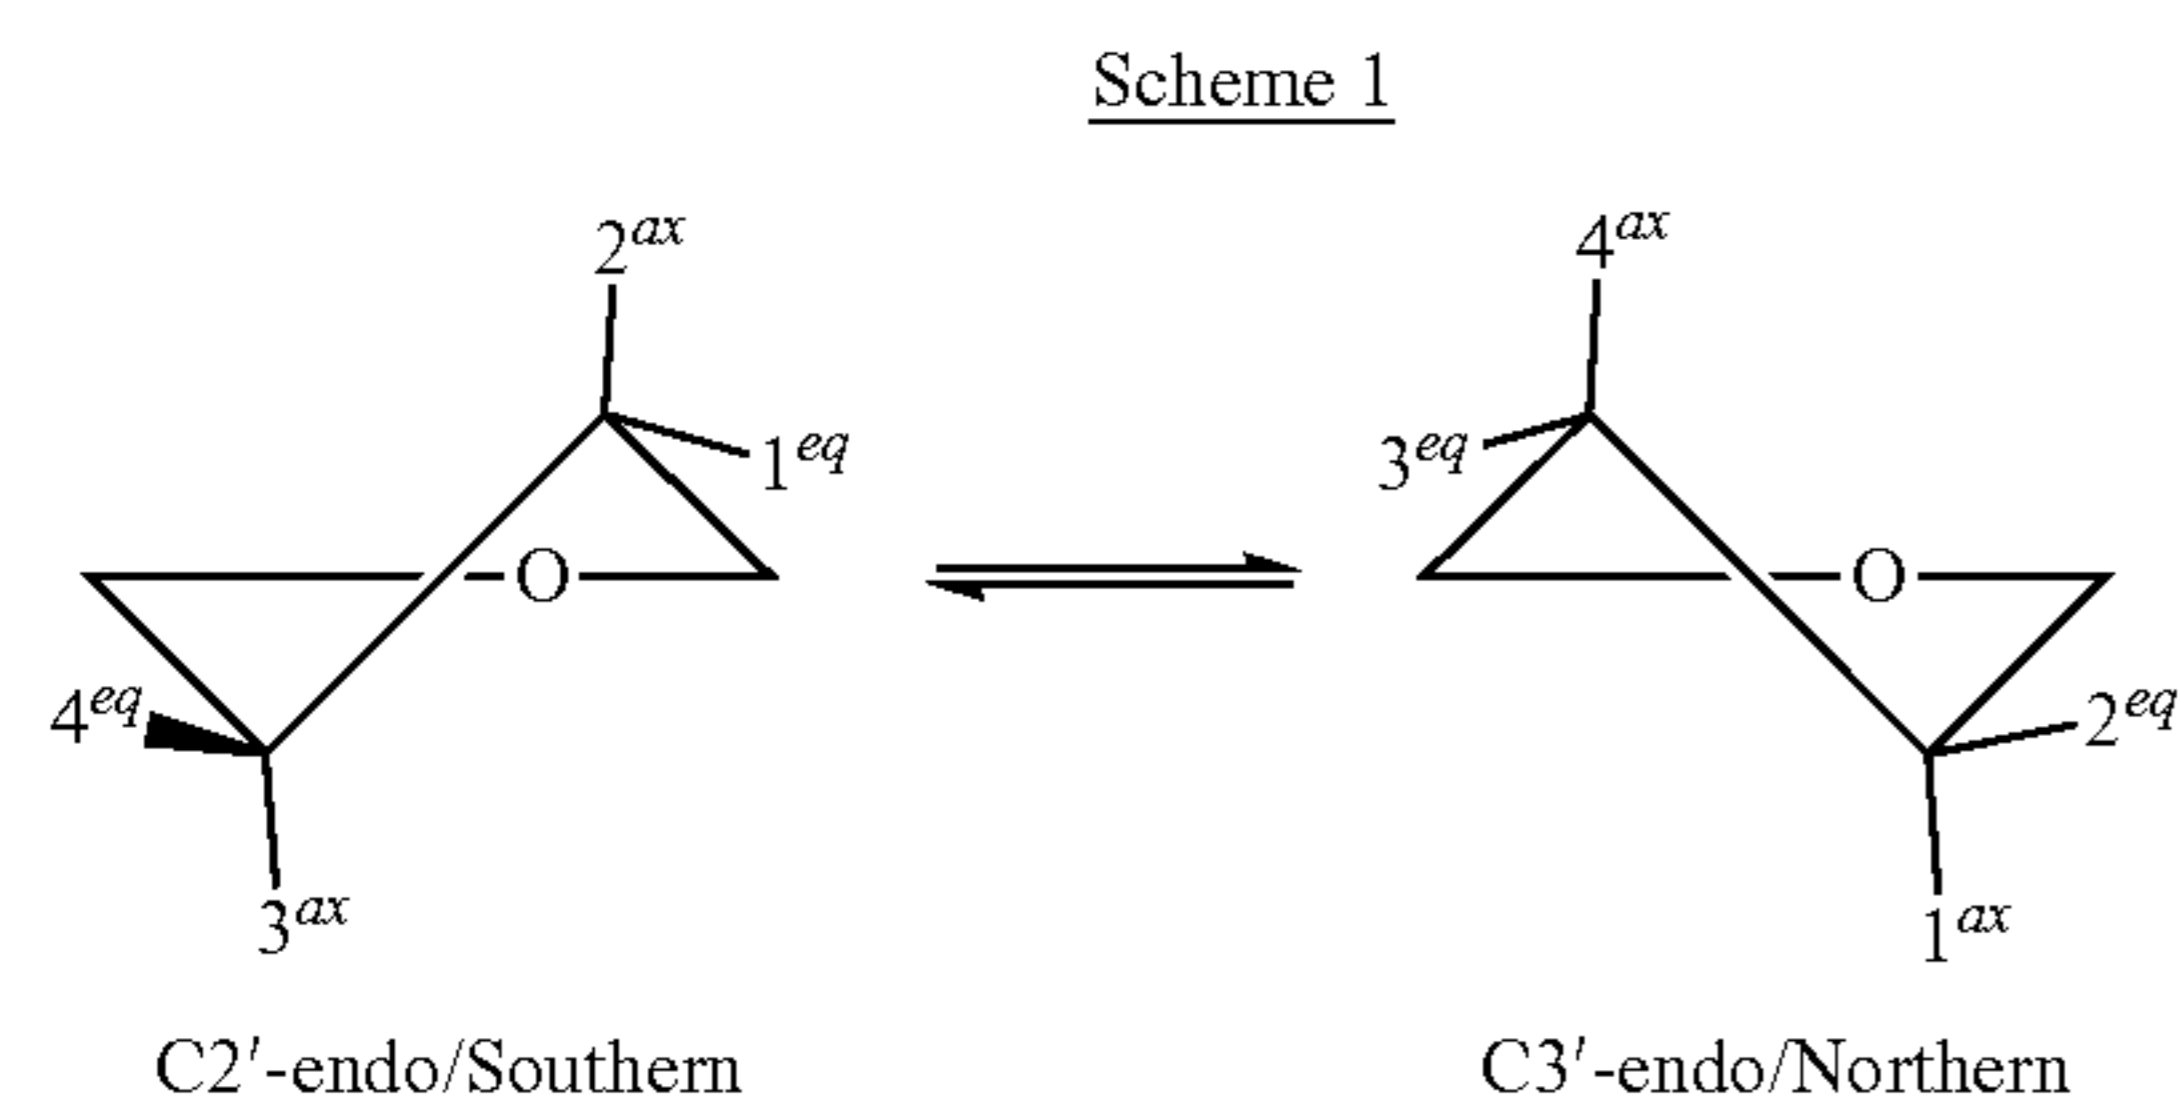 Scheme 1
2ax
1eq
O
4eq
3ax
C2′-endo/Southern
4ax
3eq
O
2eq
1ax
C3′-endo/Northern